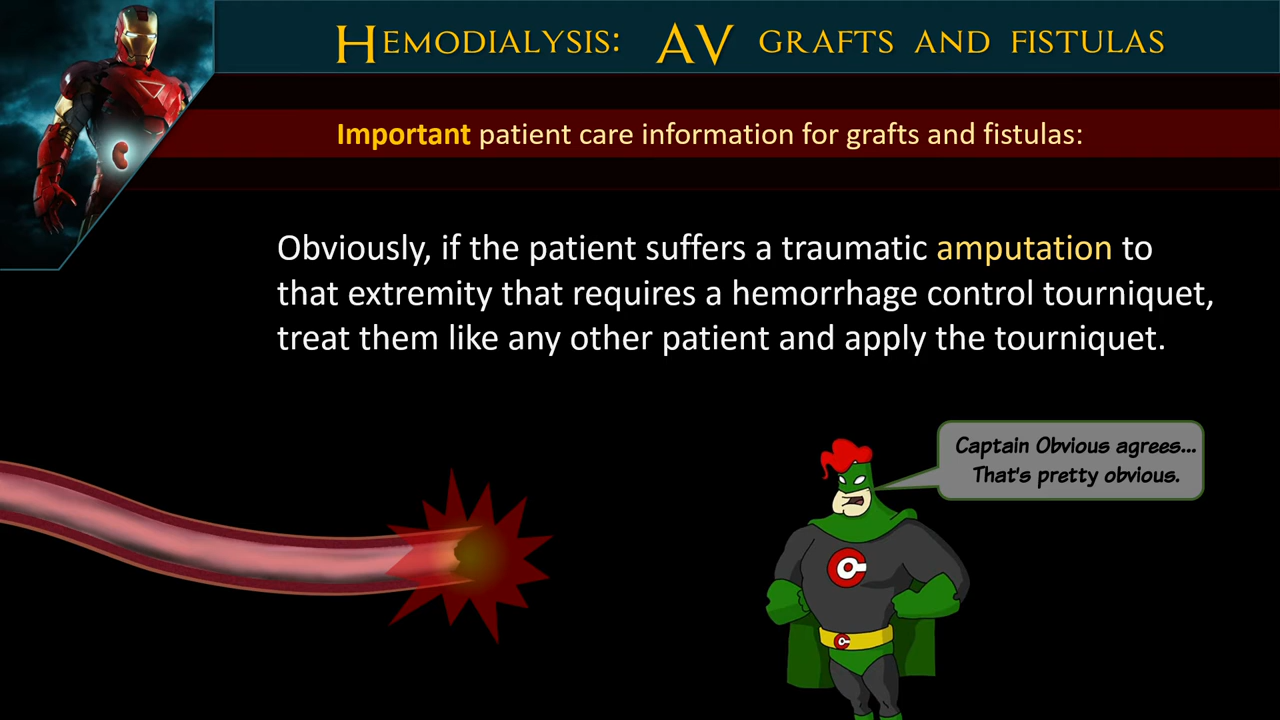 Hemodialysis: AV grafts and fistulas
Important patient care information for grafts and fistulas:
Obviously, if the patient suffers a traumatic amputation to
that extremity that requires a hemorrhage control tourniquet,
treat them like any other patient and apply the tourniquet.
Captain Obvious agrees...
That's pretty obvious.
C
C